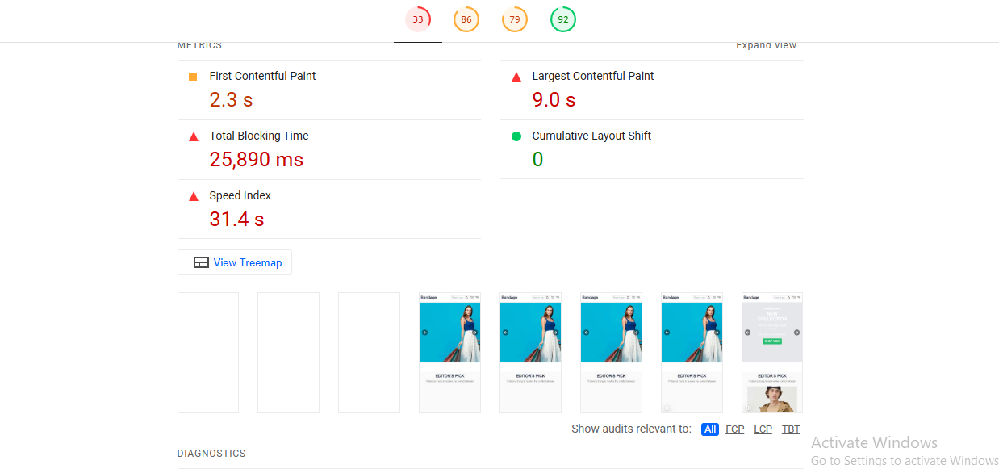 33 86 79 92
METRICS Expand view
First Contentful Paint
2.3 s
Largest Contentful Paint
9.0 s
Total Blocking Time
25,890 ms
Cumulative Layout Shift
0
Speed Index
31.4 s
View Treemap
Bandage Bandage Bandage Bandage Bandage
NEW
COLLECTION
SHOP NOW
EDITOR'S PICK EDITOR'S PICK EDITOR'S PICK EDITOR'S PICK EDITOR'S PICK
Show audits relevant to: All FCP LCP TBT
DIAGNOSTICS
Activate Windows
Go to Settings to activate Windows